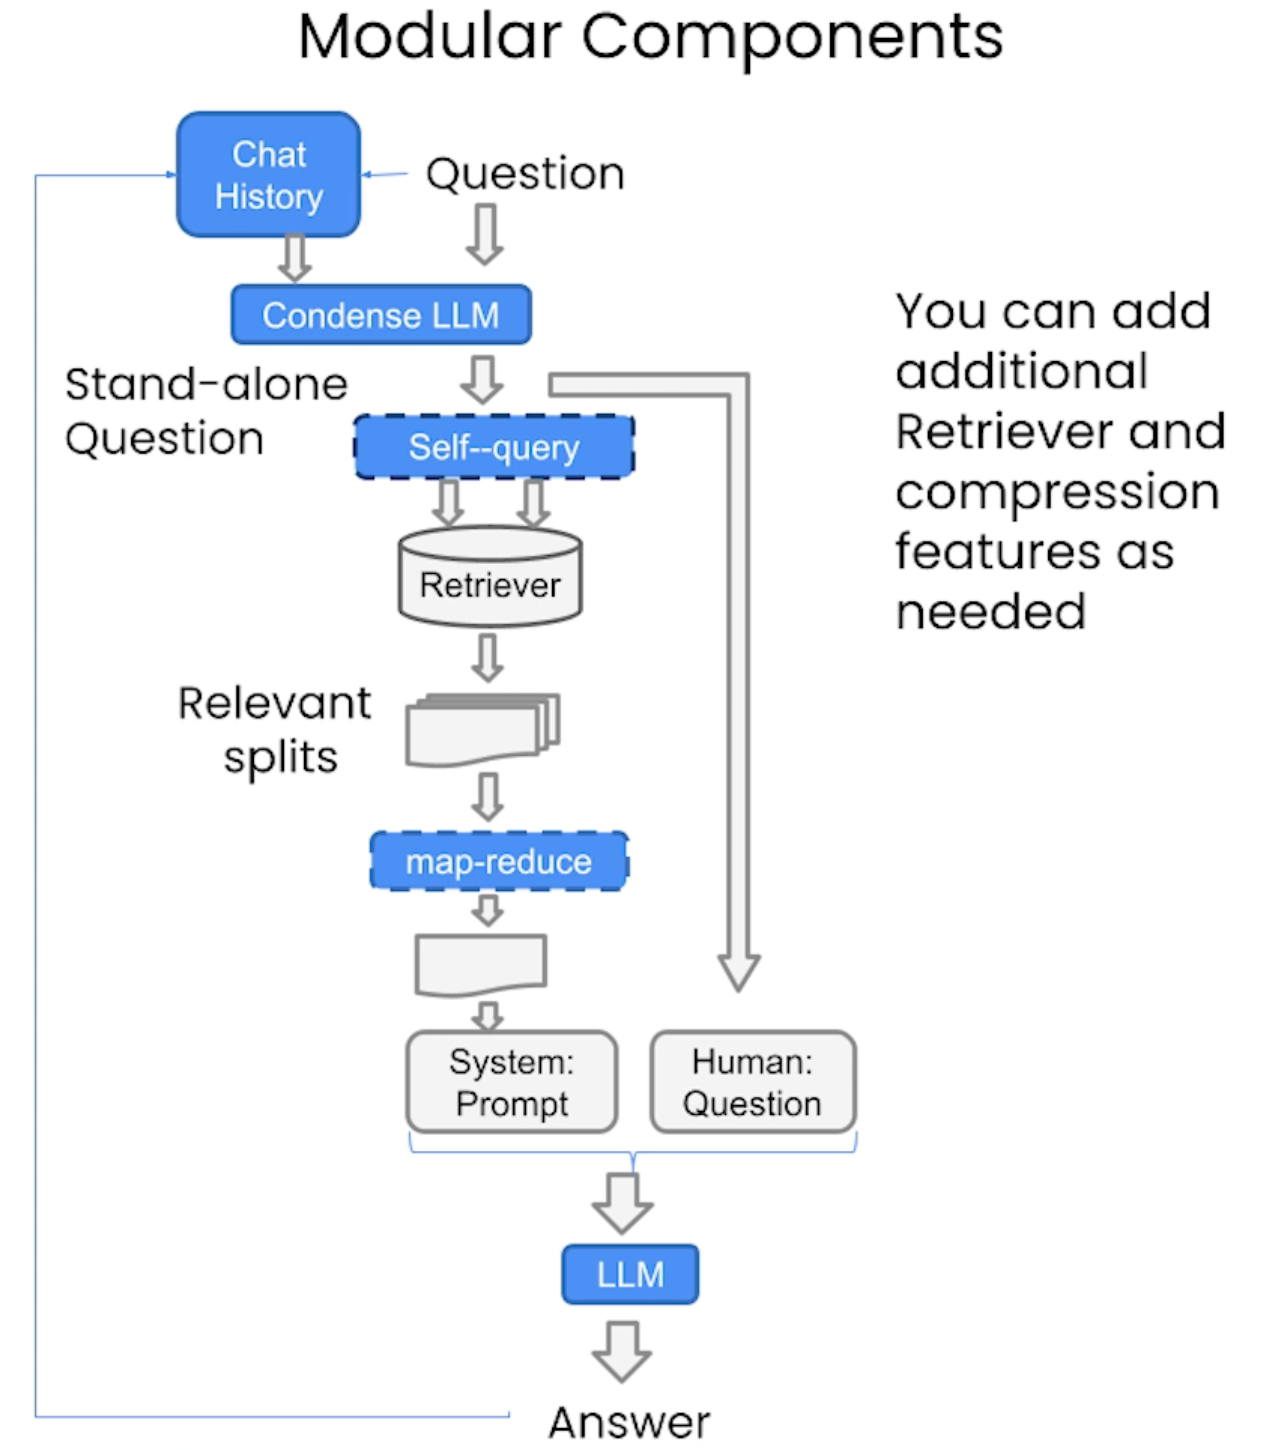 Modular Components
Chat
History
Question
Condense LLM
Stand-alone
Question
Self--query
Retriever
Relevant
splits
map-reduce
System:
Prompt
Human:
Question
LLM
Answer
You can add
additional
Retriever and
compression
features as
needed